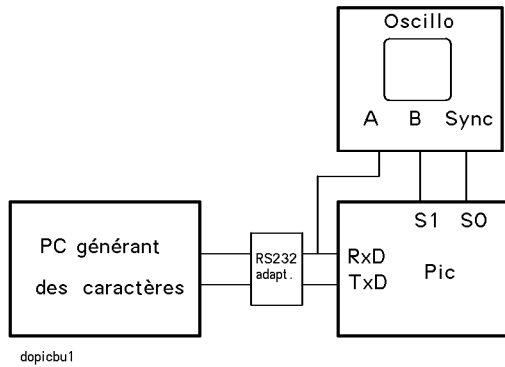 Oscillo
A B Sync
S1 S0
PC générant
des caractères
RS232
adapt.
RxD
TxD
Pic
dopicbu1